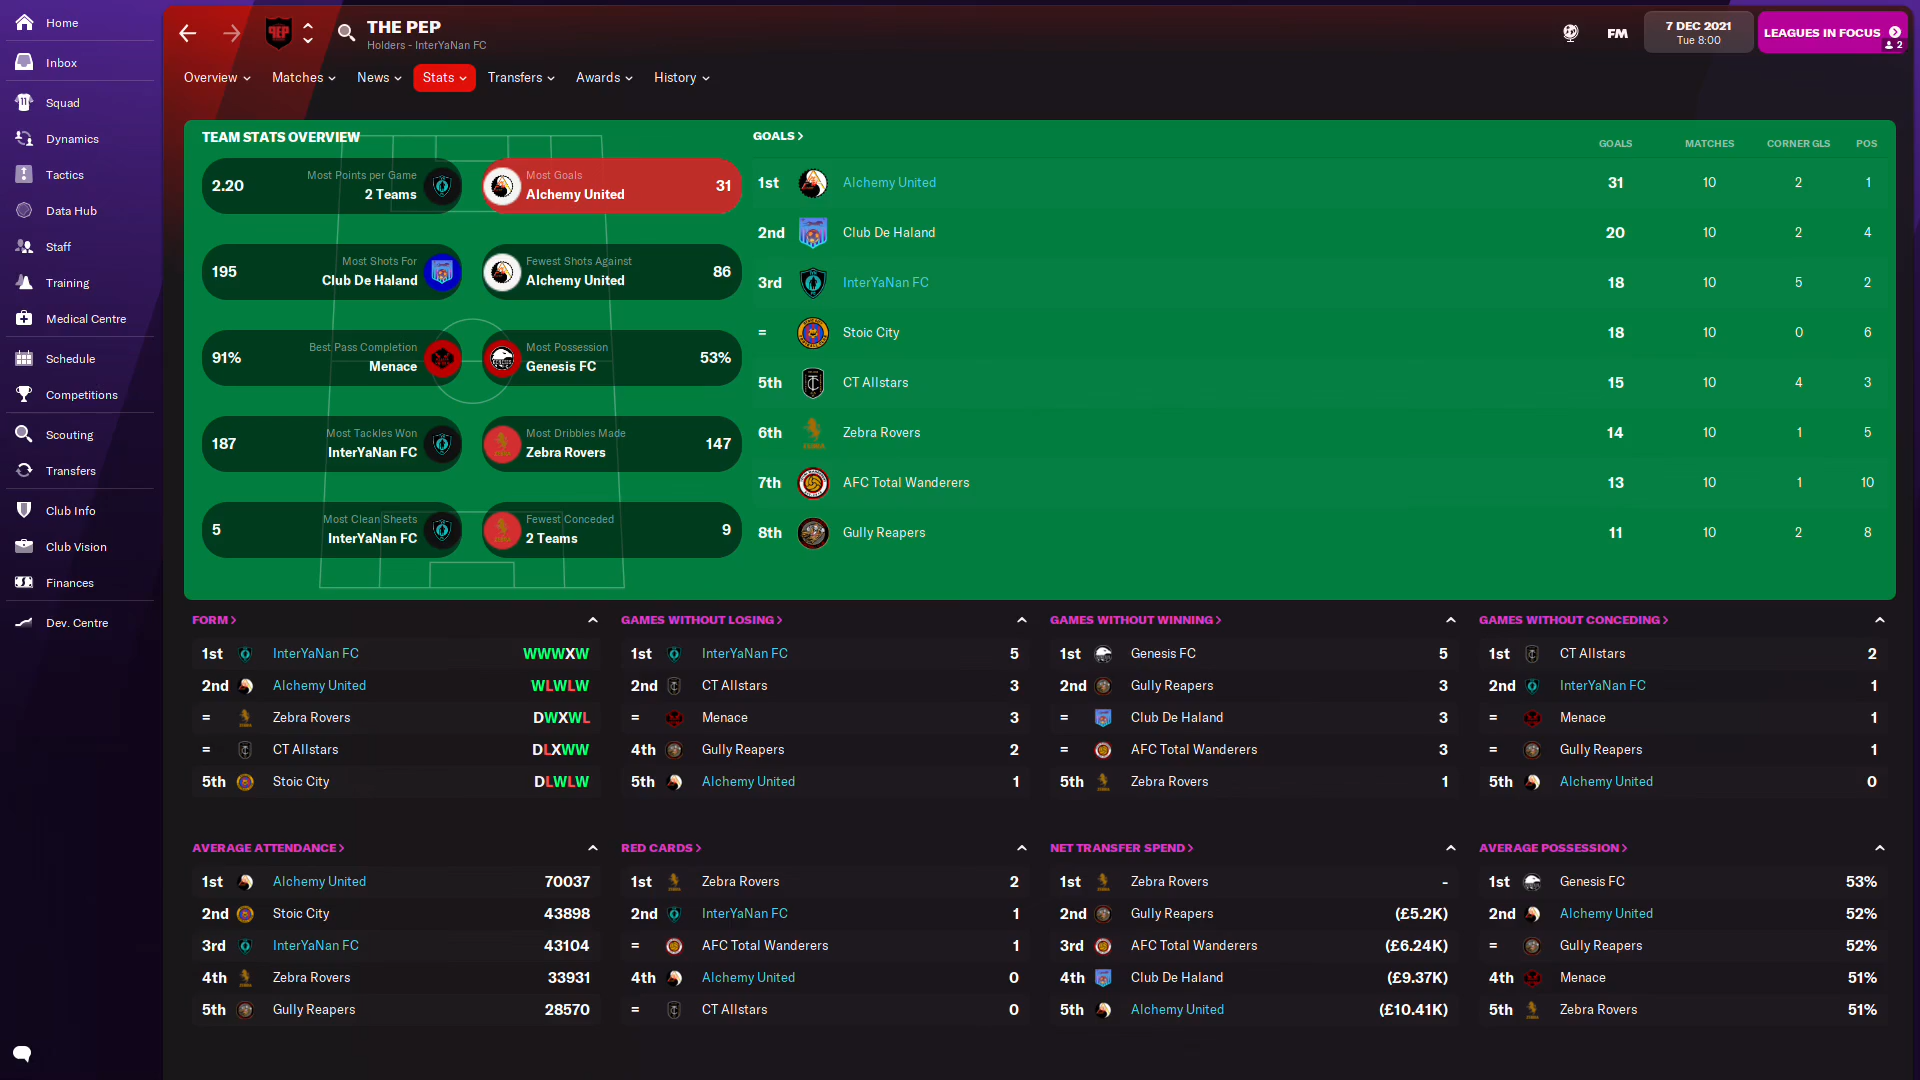 Home
Inbox
Squad
Dynamics
Tactics
Data Hub
Staff
Training
Medical Centre
Schedule
Competitions
Scouting
Transfers
Club Info
Club Vision
Finances
Dev. Centre
THE PEP
Holders - InterYaNan FC
FM
7 DEC 2021
Tue 8:00
LEAGUES IN FOCUS
2
Overview Matches News Stats Transfers Awards History
TEAM STATS OVERVIEW
2.20 Most Points per Game
2 Teams
Most Goals
Alchemy United 31
195 Most Shots For
Club De Haland
Fewest Shots Against
Alchemy United 86
91% Best Pass Completion
Menace
Most Possession
Genesis FC 53%
187 Most Tackles Won
InterYaNan FC
Most Dribbles Made
Zebra Rovers 147
5 Most Clean Sheets
InterYaNan FC
Fewest Conceded
2 Teams 9
GOALS GOALS MATCHES CORNER GLS POS
1st Alchemy United 31 10 2 1
2nd Club De Haland 20 10 2 4
3rd InterYaNan FC 18 10 5 2
= Stoic City 18 10 0 6
5th CT Allstars 15 10 4 3
6th Zebra Rovers 14 10 1 5
7th AFC Total Wanderers 13 10 1 10
8th Gully Reapers 11 10 2 8
FORM
1st InterYaNan FC WWWXW
2nd Alchemy United WLWLW
= Zebra Rovers DWXWL
= CT Allstars DLXWW
5th Stoic City DLWLW
GAMES WITHOUT LOSING
1st InterYaNan FC 5
2nd CT Allstars 3
= Menace 3
4th Gully Reapers 2
5th Alchemy United 1
GAMES WITHOUT WINNING
1st Genesis FC 5
2nd Gully Reapers 3
= Club De Haland 3
= AFC Total Wanderers 3
5th Zebra Rovers 1
GAMES WITHOUT CONCEDING
1st CT Allstars 2
2nd InterYaNan FC 1
= Menace 1
= Gully Reapers 1
5th Alchemy United 0
AVERAGE ATTENDANCE
1st Alchemy United 70037
2nd Stoic City 43898
3rd InterYaNan FC 43104
4th Zebra Rovers 33931
5th Gully Reapers 28570
RED CARDS
1st Zebra Rovers 2
2nd InterYaNan FC 1
= AFC Total Wanderers 1
4th Alchemy United 0
= CT Allstars 0
NET TRANSFER SPEND
1st Zebra Rovers -
2nd Gully Reapers (£5.2K)
3rd AFC Total Wanderers (£6.24K)
4th Club De Haland (£9.37K)
5th Alchemy United (£10.41K)
AVERAGE POSSESSION
1st Genesis FC 53%
2nd Alchemy United 52%
= Gully Reapers 52%
4th Menace 51%
5th Zebra Rovers 51%